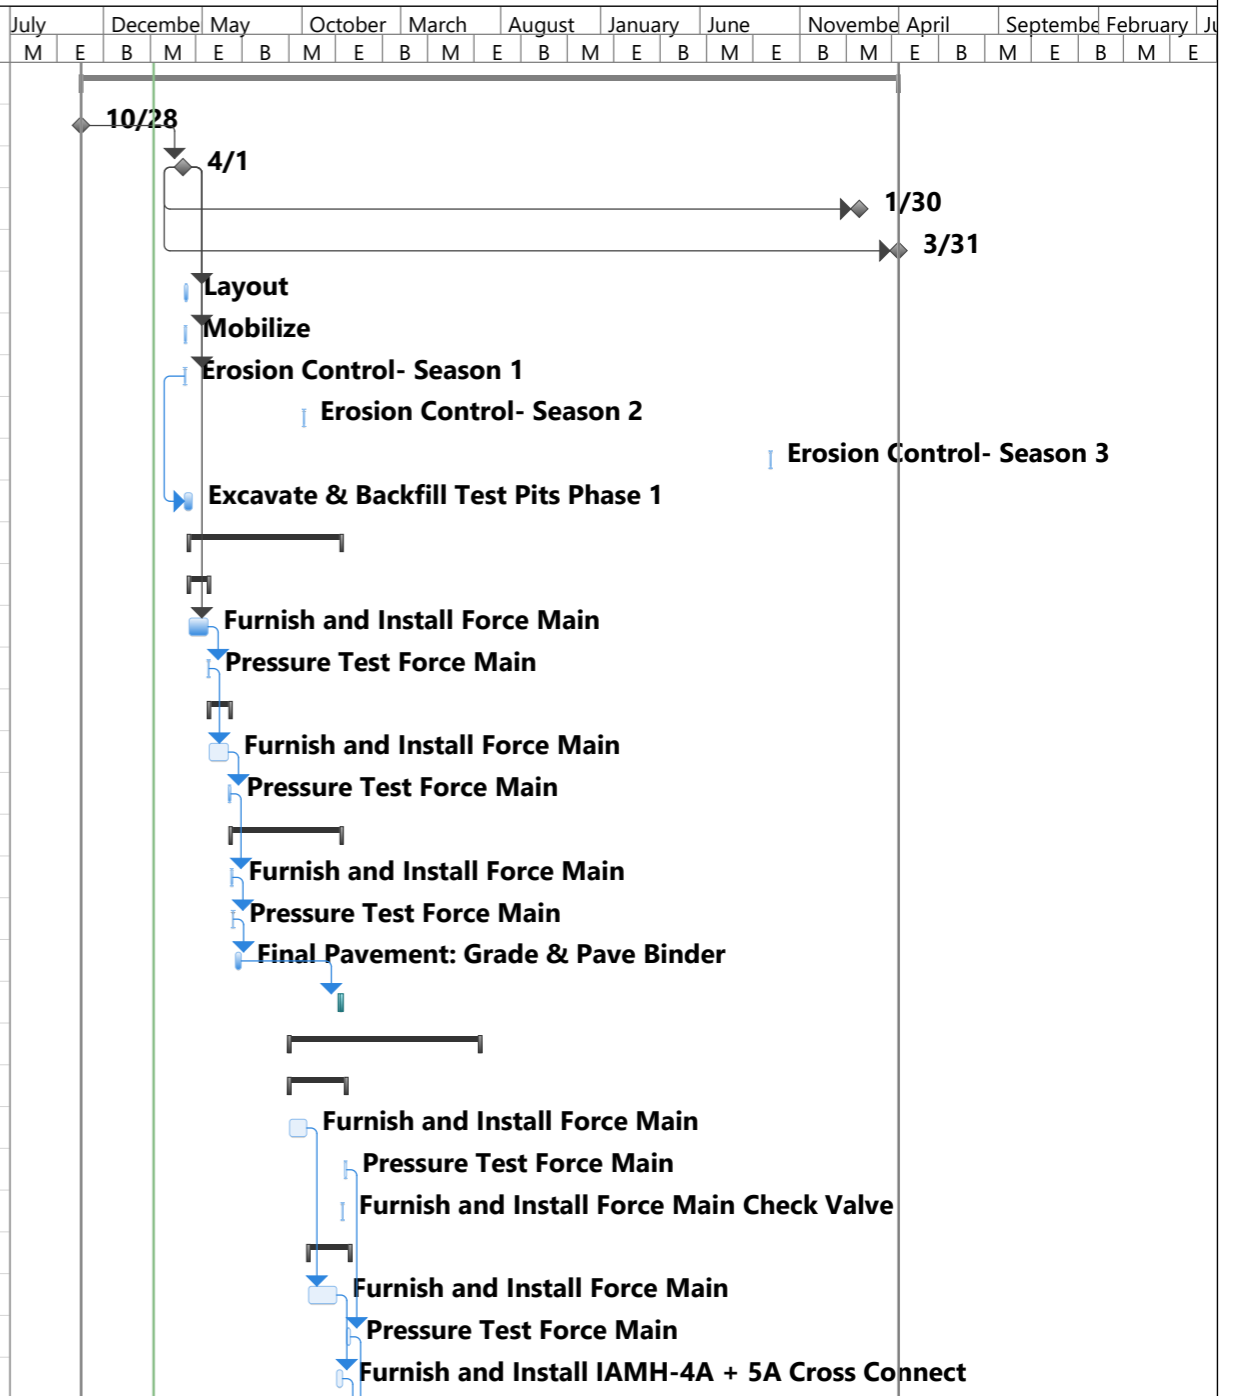 July December May October March August January June November April September February Ju
M E B M E B M B M E B M E B M E B M E B M E B M E
10/28
4/1
1/30
3/31
Layout
Mobilize
Erosion Control- Season 1
Erosion Control- Season 2
Erosion Control- Season 3
Excavate & Backfill Test Pits Phase 1
Furnish and Install Force Main
Pressure Test Force Main
Furnish and Install Force Main
Pressure Test Force Main
Furnish and Install Force Main
Pressure Test Force Main
Final Pavement: Grade & Pave Binder
Furnish and Install Force Main
Pressure Test Force Main
Furnish and Install Force Main Check Valve
Furnish and Install Force Main
Pressure Test Force Main
Furnish and Install IAMH-4A + 5A Cross Connect